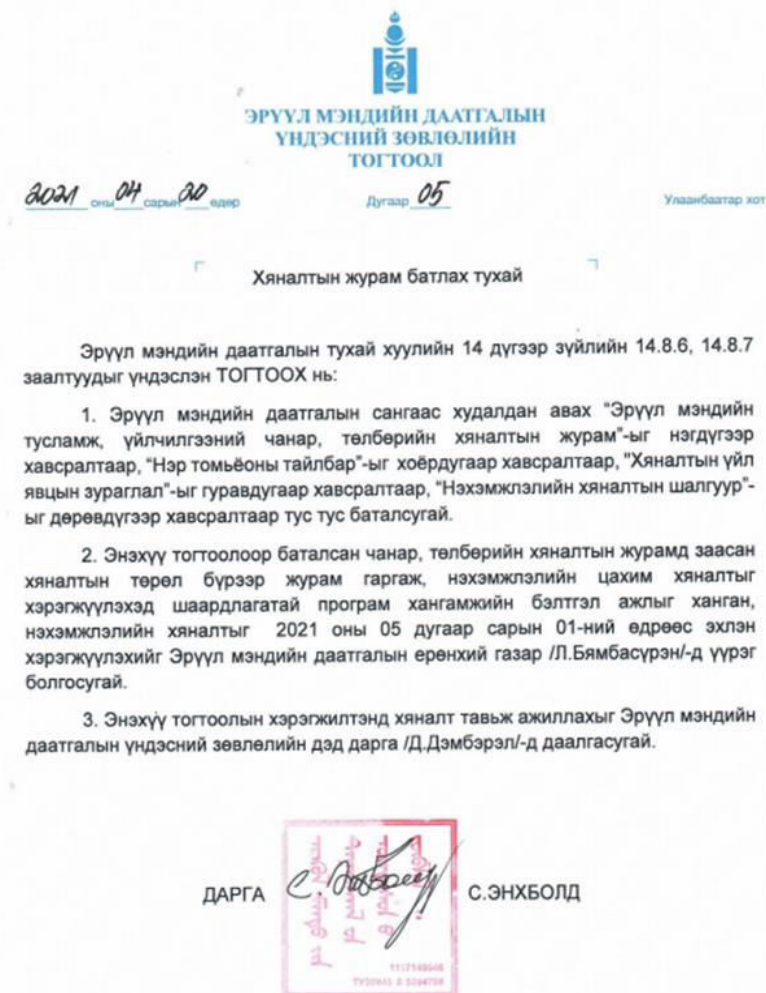 ЭРҮҮЛ МЭНДИЙН ДААТГАЛЫН
ҮНДЭСНИЙ ЗӨВЛӨЛИЙН
ТОГТООЛ
2021 оны 04 сарын 20 өдөр Дугаар 05 Улаанбаатар хот
Хяналтын журам батлах тухай
Эрүүл мэндийн даатгалын тухай хуулийн 14 дүгээр зүйлийн 14.8.6, 14.8.7
заалтуудыг үндэслэн ТОГТООХ нь:
1. Эрүүл мэндийн даатгалын сангаас худалдан авах “Эрүүл мэндийн
тусламж, үйлчилгээний чанар, төлбөрийн хяналтын журам”-ыг нэгдүгээр
хавсралтаар, “Нэр томьёоны тайлбар”-ыг хоёрдугаар хавсралтаар, "Хяналтын үйл
явцын зураглал”-ыг гуравдугаар хавсралтаар, “Нэхэмжлэлийн хяналтын шалгуур”-
ыг дөрөвдүгээр хавсралтаар тус тус баталсугай.
2. Энэхүү тогтоолоор баталсан чанар, төлбөрийн хяналтын журамд заасан
хяналтын төрөл бүрээр журам гаргаж, нэхэмжлэлийн цахим хяналтыг
хэрэгжүүлэхэд шаардлагатай програм хангамжийн бэлтгэл ажлыг ханган,
нэхэмжлэлийн хяналтыг 2021 оны 05 дугаар сарын 01-ний өдрөөс эхлэн
хэрэгжүүлэхийг Эрүүл мэндийн даатгалын ерөнхий газар /Л.Бямбасүрэн/-д үүрэг
болгосугай.
3. Энэхүү тогтоолын хэрэгжилтэнд хяналт тавьж ажиллахыг Эрүүл мэндийн
даатгалын үндэсний зөвлөлийн дэд дарга /Д.Дэмбэрэл/-д даалгасугай.
ДАРГА С.ЭНХБОЛД